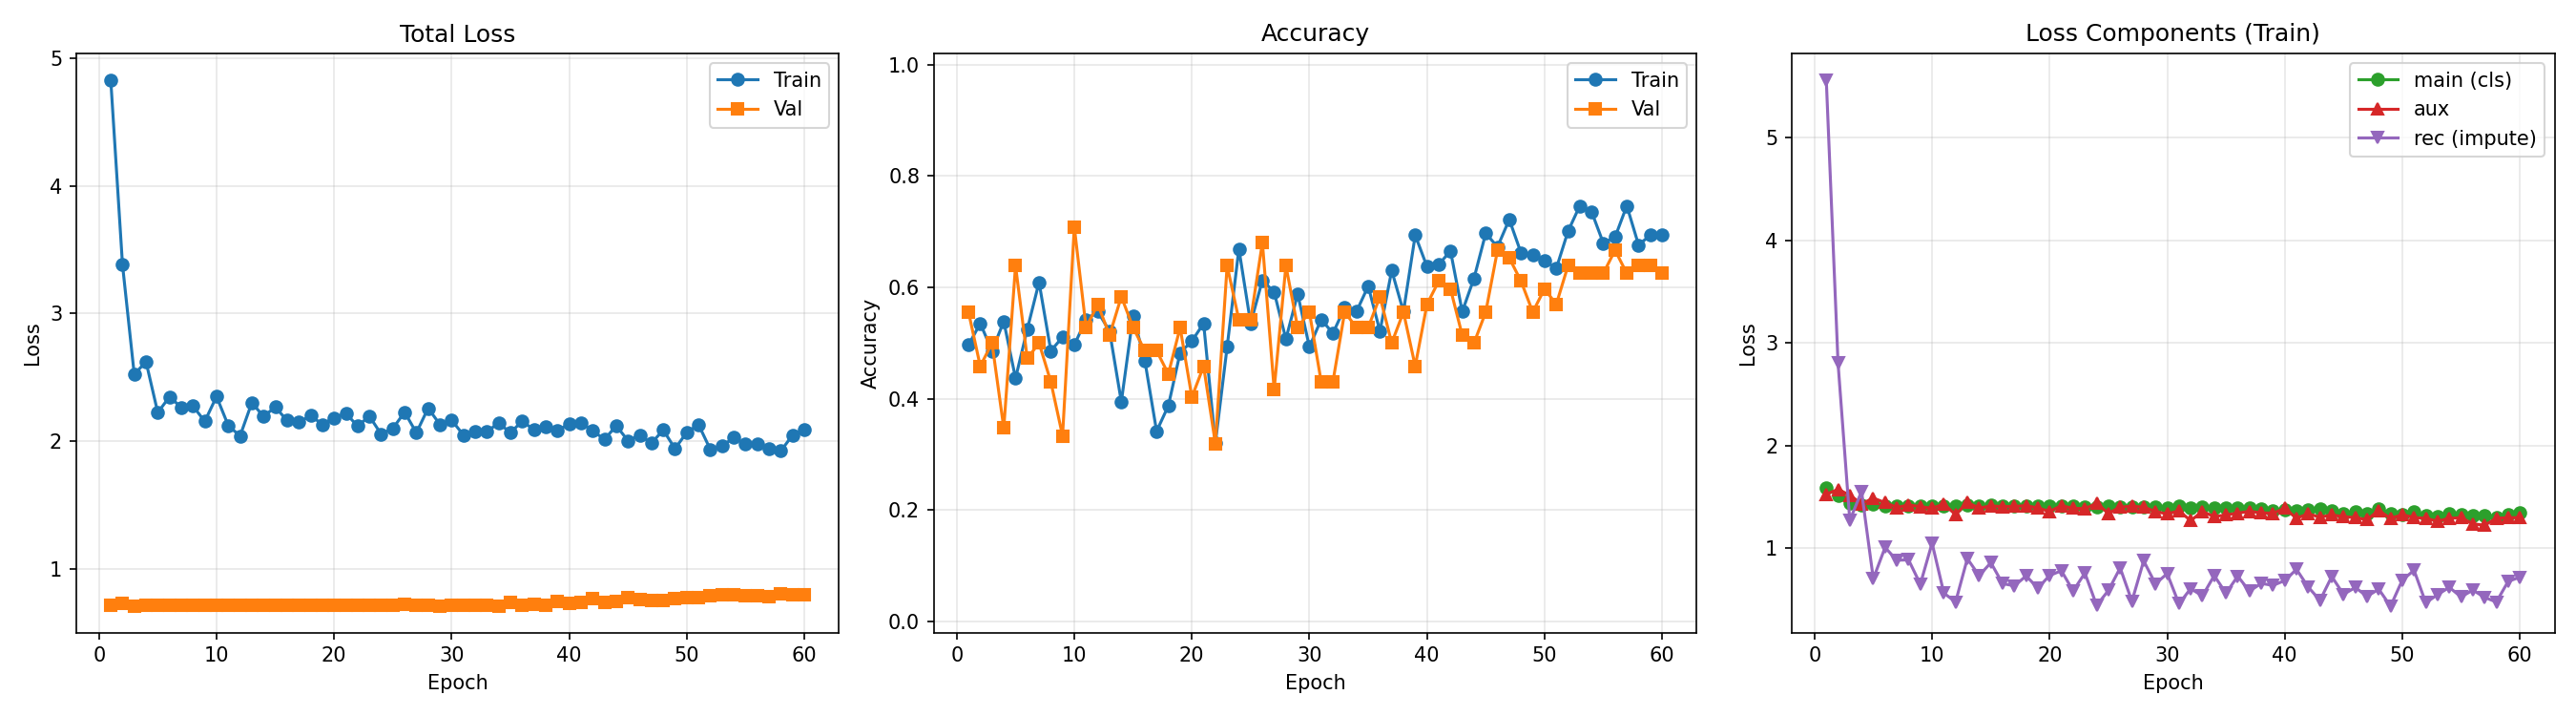 Total Loss
Loss
5
4
3
2
1
0
10
20
30
40
50
60
Epoch
Train
Val
Accuracy
Accuracy
1.0
0.8
0.6
0.4
0.2
0.0
0
10
20
30
40
50
60
Epoch
Train
Val
Loss Components (Train)
Loss
5
4
3
2
1
0
10
20
30
40
50
60
Epoch
main (cls)
aux
rec (impute)